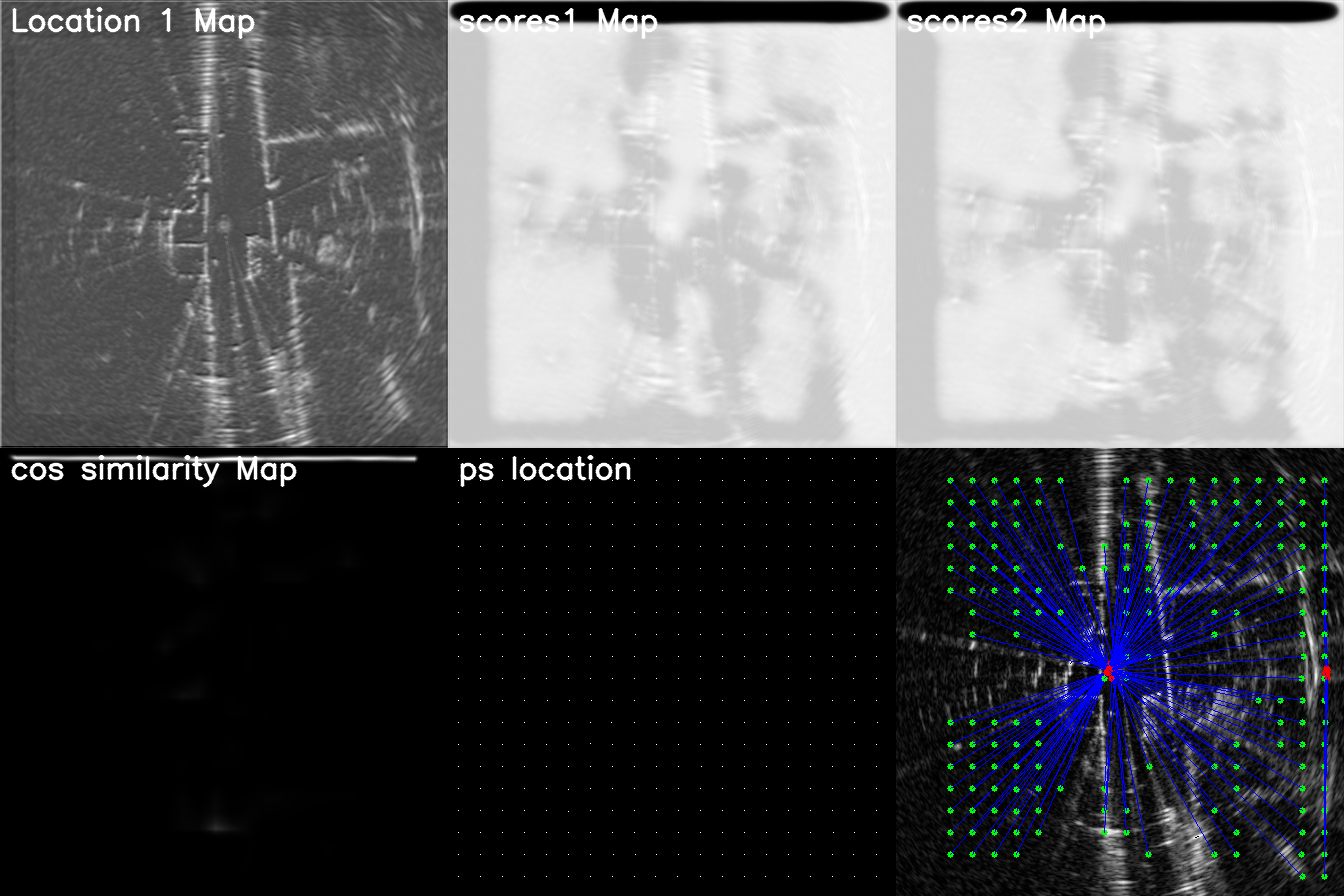 Location 1 Map
scores1 Map
scores2 Map
cos similarity Map
ps location